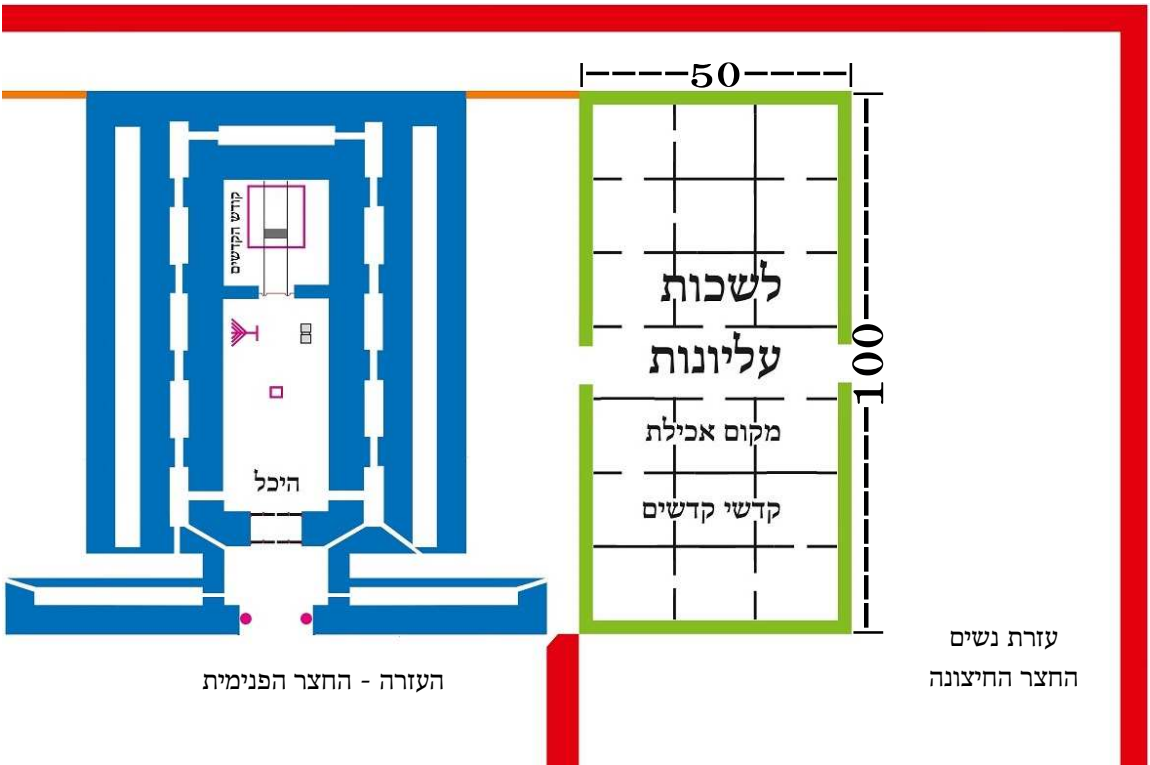 50
100
קודש הקדשים
לשכות
עליונות
מקום אכילת
קדשי קדשים
היכל
עזרת נשים
החצר החיצונה
העזרה - החצר הפנימית